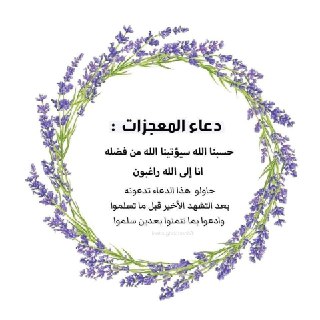 دعاء المعجزات :
حسبنا الله سيؤتينا الله من فضله
انا إلى الله راغبون
حاولو هذا الدعاء تدعونه
بعد التشهد الأخير قبل ما تسلموا
وتدعوا بما تتمنوا بعدين سلموا